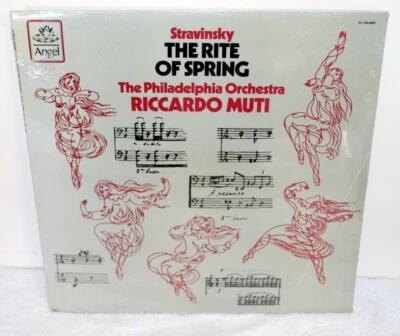 Angel
Stravinsky
THE RITE
OF SPRING
The Philadelphia Orchestra
RICCARDO MUTI